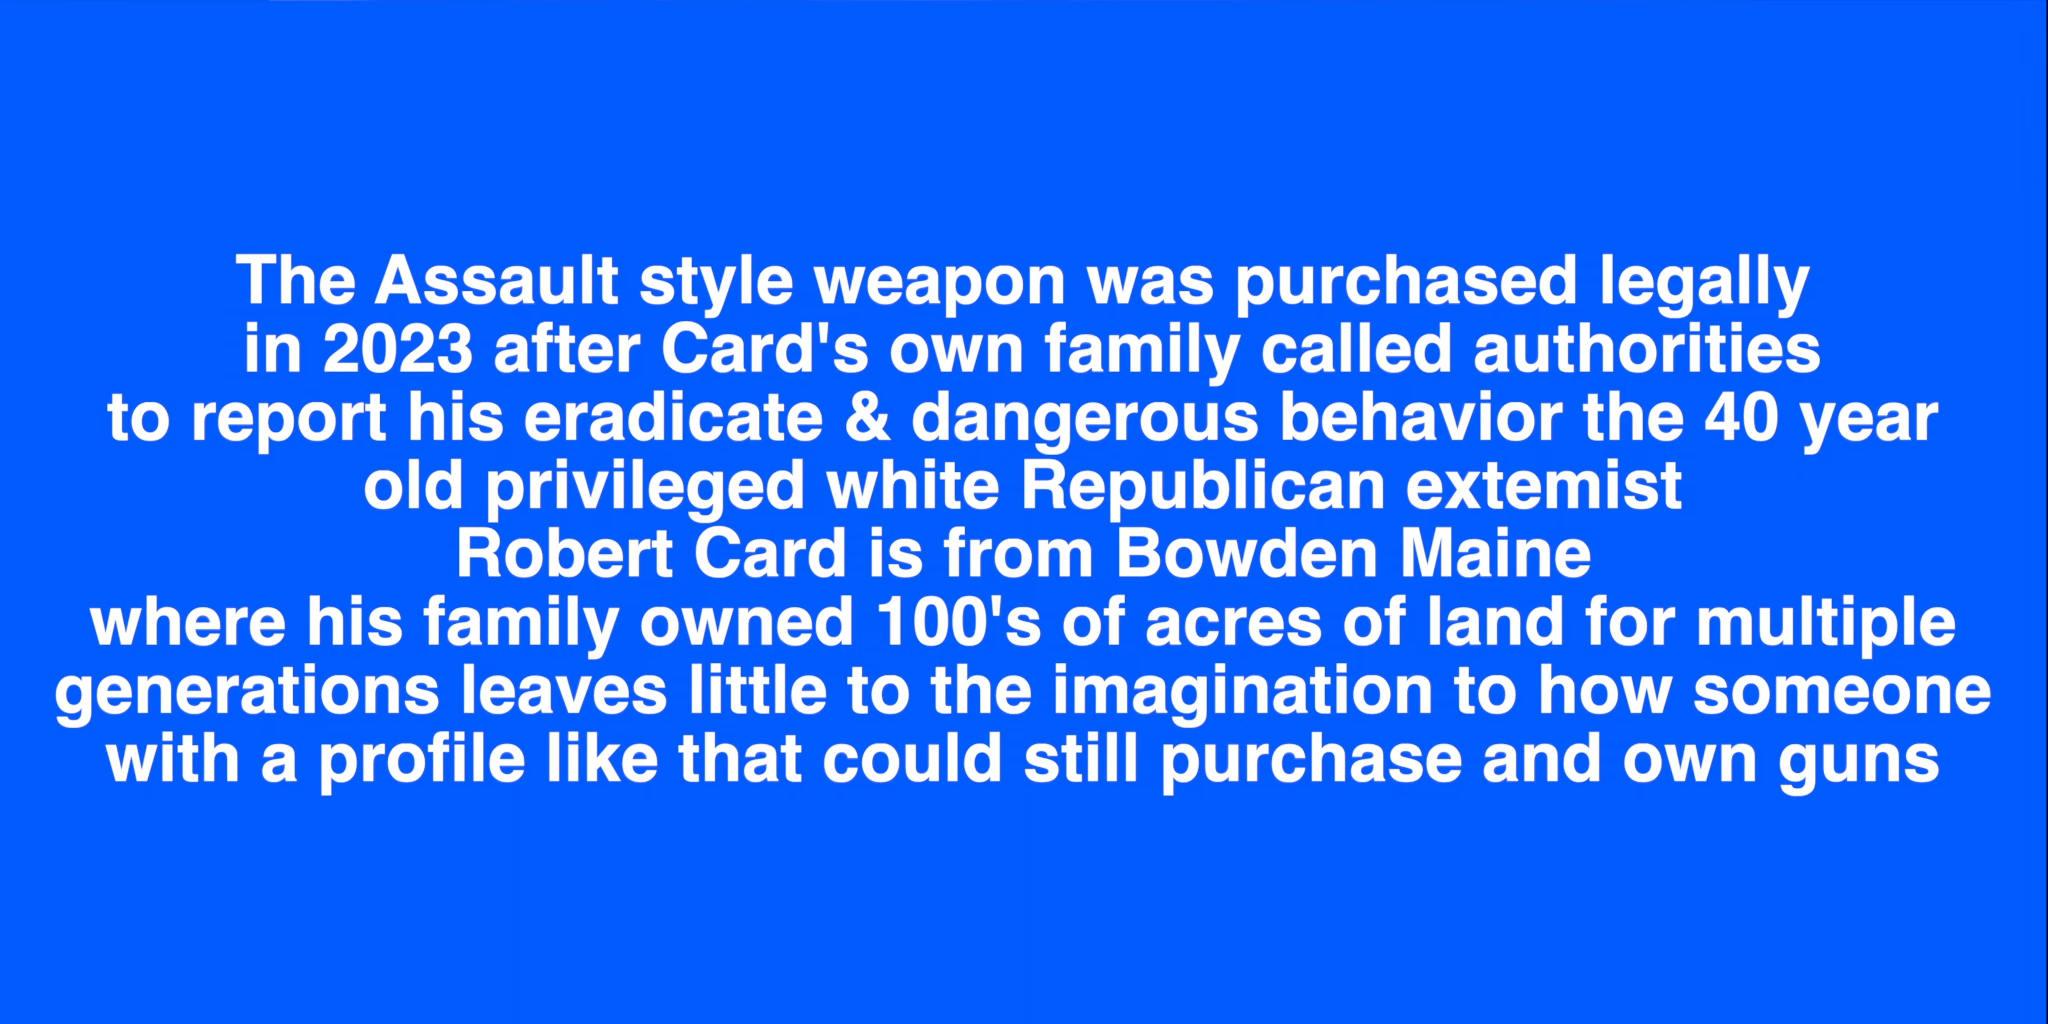 The Assault style weapon was purchased legally
in 2023 after Card's own family called authorities
to report his eradicate & dangerous behavior the 40 year
old privileged white Republican extemist
Robert Card is from Bowden Maine
where his family owned 100's of acres of land for multiple
generations leaves little to the imagination to how someone
with a profile like that could still purchase and own guns